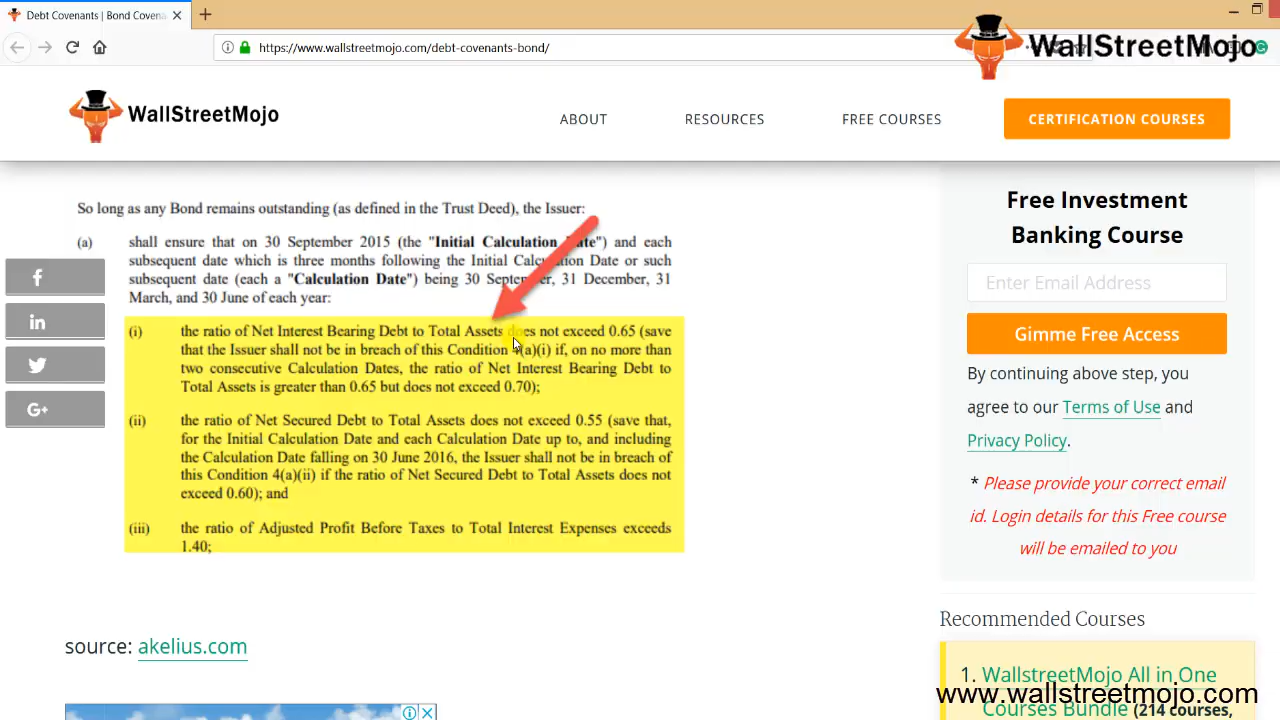 Debt Covenants | Bond Covena
https://www.wallstreetmojo.com/debt-covenants-bond/
WallStreetMojo
WallStreetMojo
ABOUT
RESOURCES
FREE COURSES
CERTIFICATION COURSES
So long as any Bond remains outstanding (as defined in the Trust Deed), the Issuer:
(a) shall ensure that on 30 September 2015 (the "Initial Calculation ate") and each
subsequent date which is three months following the Initial Calculation Date or such
subsequent date (each a "Calculation Date") being 30 September, 31 December, 31
March, and 30 June of each year:
(i) the ratio of Net Interest Bearing Debt to Total Assets does not exceed 0.65 (save
that the Issuer shall not be in breach of this Condition 4(a)(i) if, on no more than
two consecutive Calculation Dates, the ratio of Net Interest Bearing Debt to
Total Assets is greater than 0.65 but does not exceed 0.70);
(ii) the ratio of Net Secured Debt to Total Assets does not exceed 0.55 (save that,
for the Initial Calculation Date and each Calculation Date up to, and including
the Calculation Date falling on 30 June 2016, the Issuer shall not be in breach of
this Condition 4(a)(ii) if the ratio of Net Secured Debt to Total Assets does not
exceed 0.60); and
(iii) the ratio of Adjusted Profit Before Taxes to Total Interest Expenses exceeds
1.40;
source: akelius.com
f
in
G+
Free Investment
Banking Course
Enter Email Address
Gimme Free Access
By continuing above step, you
agree to our Terms of Use and
Privacy Policy.
* Please provide your correct email
id. Login details for this Free course
will be emailed to you
Recommended Courses
1. WallstreetMojo All in One
Courses Bundle (214 courses,
www.wallstreetmojo.com